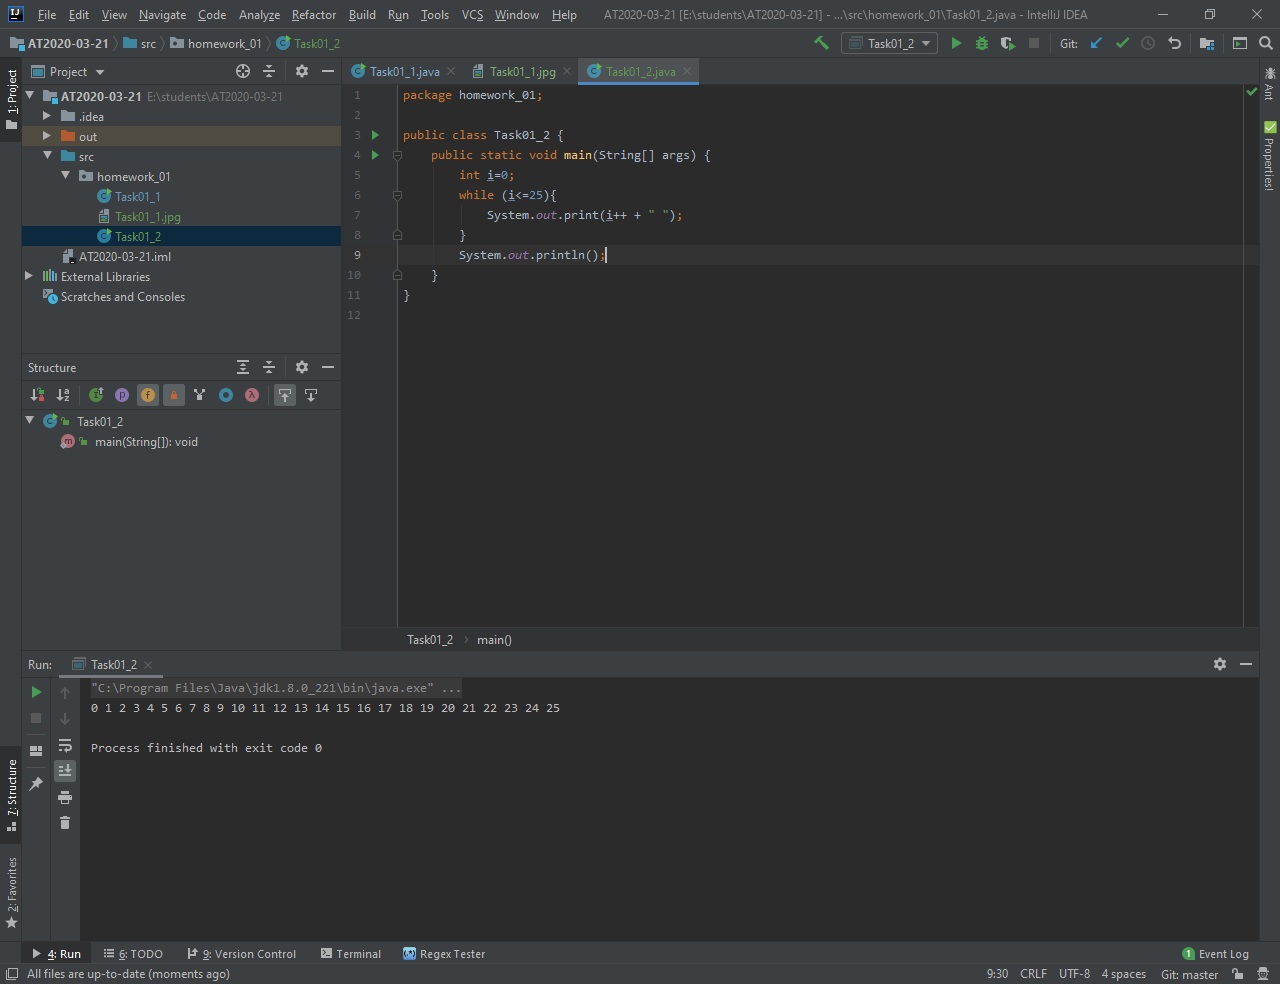 File Edit View Navigate Code Analyze Refactor Build Run Tools VCS Window Help AT2020-03-21 [E:\students\AT2020-03-21] - ...\src\homework_01\Task01_2.java - IntelliJ IDEA
AT2020-03-21 src homework_01 Task01_2 Task01_2 Git:
1: Project
Project
Task01_1.java Task01_1.jpg Task01_2.java
AT2020-03-21 E:\students\AT2020-03-21
.idea
out
src
homework_01
Task01_1
Task01_1.jpg
Task01_2
AT2020-03-21.iml
External Libraries
Scratches and Consoles
1 package homework_01;
2
3 public class Task01_2 {
4 public static void main(String[] args) {
5 int i=0;
6 while (i<=25){
7 System.out.print(i++ + " ");
8 }
9 System.out.println();
10 }
11 }
12
Ant
Properties!
Structure
Task01_2
main(String[]): void
Task01_2 main()
Run: Task01_2
"C:\Program Files\Java\jdk1.8.0_221\bin\java.exe" ...
0 1 2 3 4 5 6 7 8 9 10 11 12 13 14 15 16 17 18 19 20 21 22 23 24 25
Process finished with exit code 0
7: Structure
2: Favorites
4: Run 6: TODO 9: Version Control Terminal Regex Tester 1 Event Log
All files are up-to-date (moments ago) 9:30 CRLF UTF-8 4 spaces Git: master